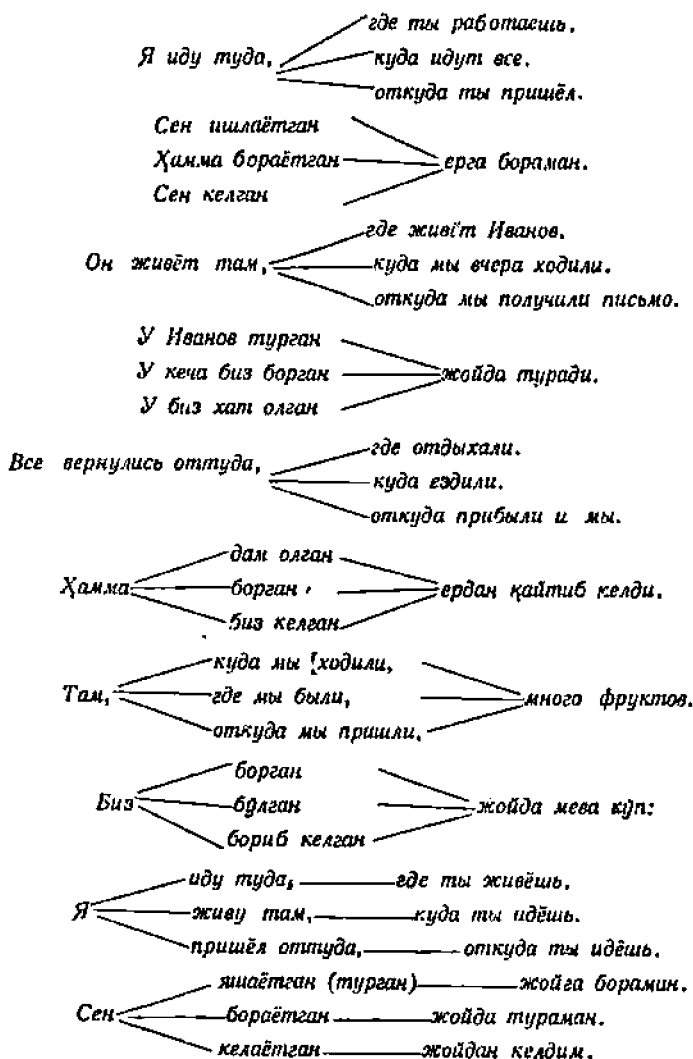 где ты работаешь.
Я иду туда, куда идут все.
откуда ты пришёл.
Сен ишлаётган
Ҳамма бораётган ерга бораман.
Сен келган
где живёт Иванов.
Он живёт там, куда мы вчера ходили.
откуда мы получили письмо.
У Иванов турган
У кеча биз борган жойда туради.
У биз хат олган
где отдыхали.
Все вернулись оттуда, куда ездили.
откуда прибыли и мы.
дам олган
Ҳамма борган ердан қайтиб келди.
биз келган
куда мы [ходили,
Там, где мы были, много фруктов.
откуда мы пришли,
борган
Биз бўлган жойда мева кўп:
бориб келган
иду туда, где ты живёшь.
Я живу там, куда ты идёшь.
пришёл оттуда, откуда ты идёшь.
яшаётган (турган) жойга борамин.
Сен бораётган жойда тураман.
келаётган жойдан келдим.